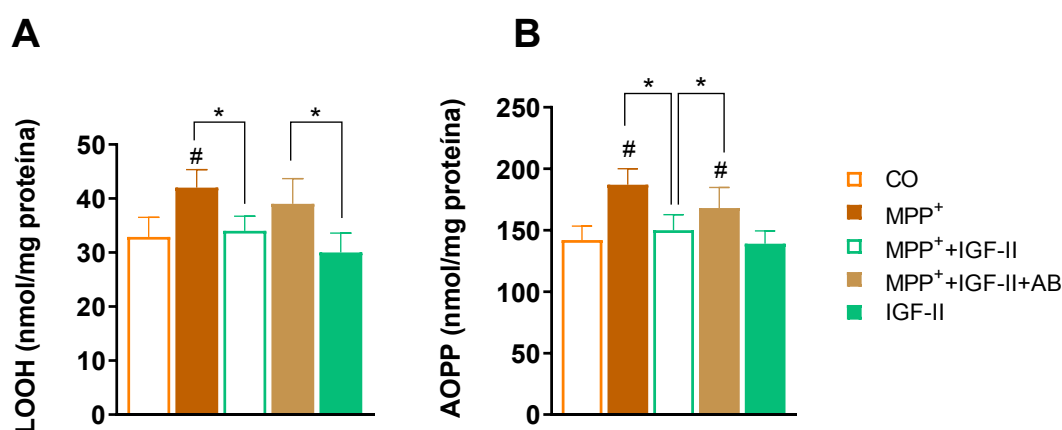 A
LOOH (nmol/mg proteína)
50
40
30
20
10
0
#
*
*
B
AOPP (nmol/mg proteína)
250
200
150
100
50
0
#
*
*
#
CO
MPP⁺
MPP⁺+IGF-II
MPP⁺+IGF-II+AB
IGF-II